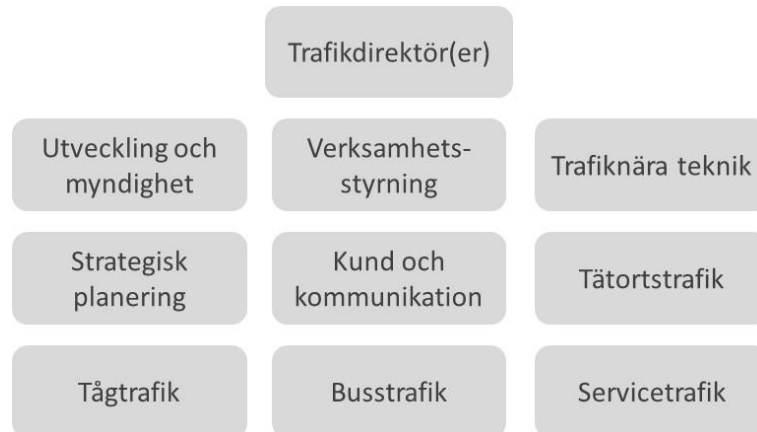 Trafikdirektör(er)
Utveckling och
myndighet
Verksamhets-
styrning
Trafiknära teknik
Strategisk
planering
Kund och
kommunikation
Tätortstrafik
Tågtrafik
Busstrafik
Servicetrafik